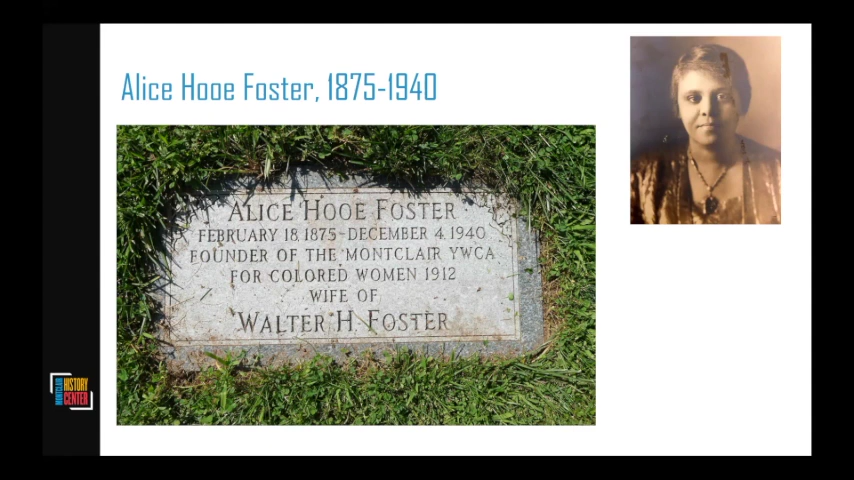 Alice Hooe Foster, 1875-1940
ALICE HOOE FOSTER
FEBRUARY 18 1875-DECEMBER 4 1940
FOUNDER OF THE MONTCLAIR YWCA
FOR COLORED WOMEN 1912
WIFE OF
WALTER H. FOSTER
MONTCLAIR
HISTORY
CENTER